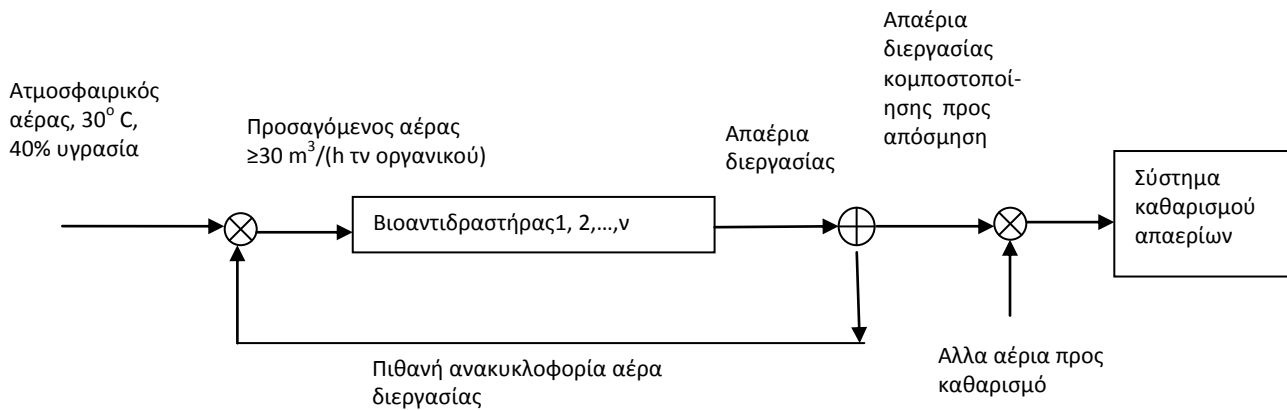 Ατμοσφαιρικός
αέρας, 30ο C,
40% υγρασία
Προσαγόμενος αέρας
≥30 m3/(h τν οργανικού)
Βιοαντιδραστήρας1, 2,…,ν
Απαέρια
διεργασίας
Απαέρια
διεργασίας
κομποστοποί-
ησης προς
απόσμηση
Σύστημα
καθαρισμού
απαερίων
Πιθανή ανακυκλοφορία αέρα
διεργασίας
Αλλα αέρια προς
καθαρισμό